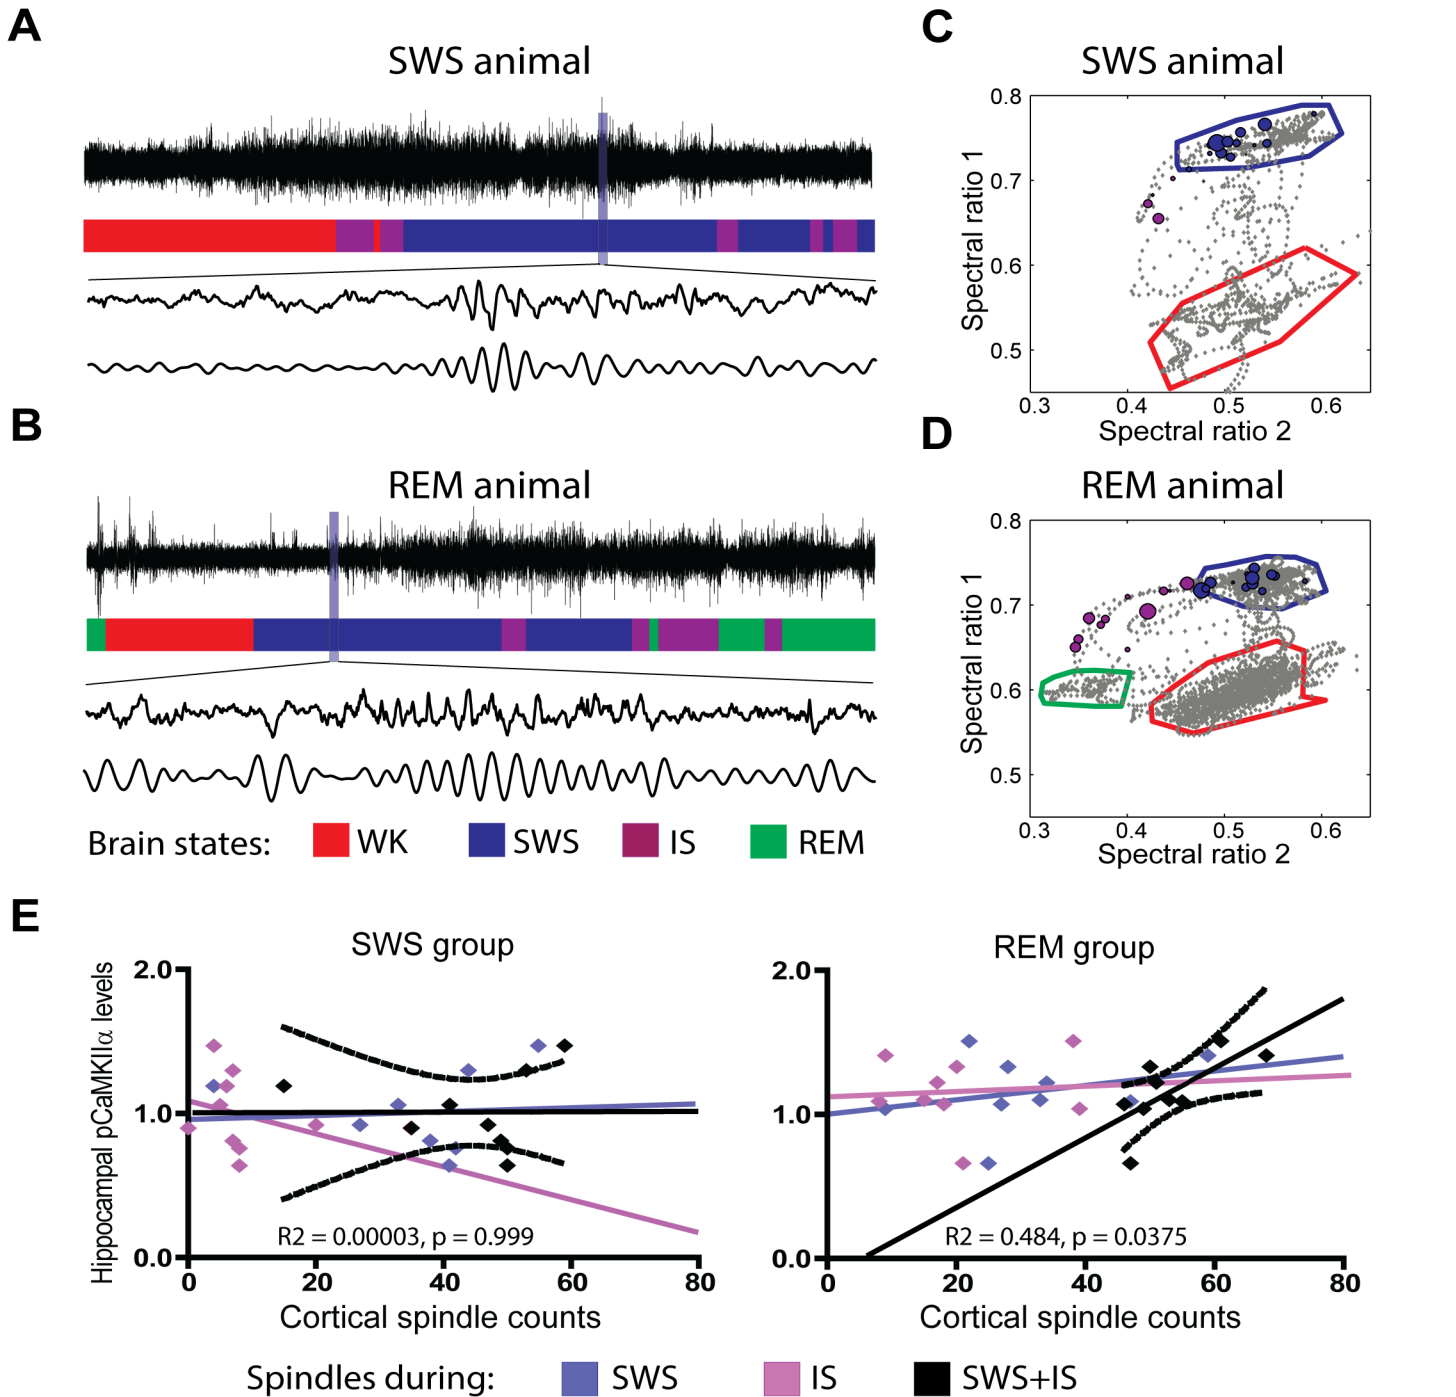 A
SWS animal
B
REM animal
Brain states: WK SWS IS REM
C
SWS animal
Spectral ratio 1
0.8
0.7
0.6
0.5
0.3 0.4 0.5 0.6
Spectral ratio 2
D
REM animal
Spectral ratio 1
0.8
0.7
0.6
0.5
0.3 0.4 0.5 0.6
Spectral ratio 2
E
SWS group
Hippocampal pCaMKIIα levels
2.0
1.0
0.0
R2 = 0.00003, p = 0.999
0 20 40 60 80
Cortical spindle counts
REM group
2.0
1.0
0.0
R2 = 0.484, p = 0.0375
0 20 40 60 80
Cortical spindle counts
Spindles during: SWS IS SWS+IS